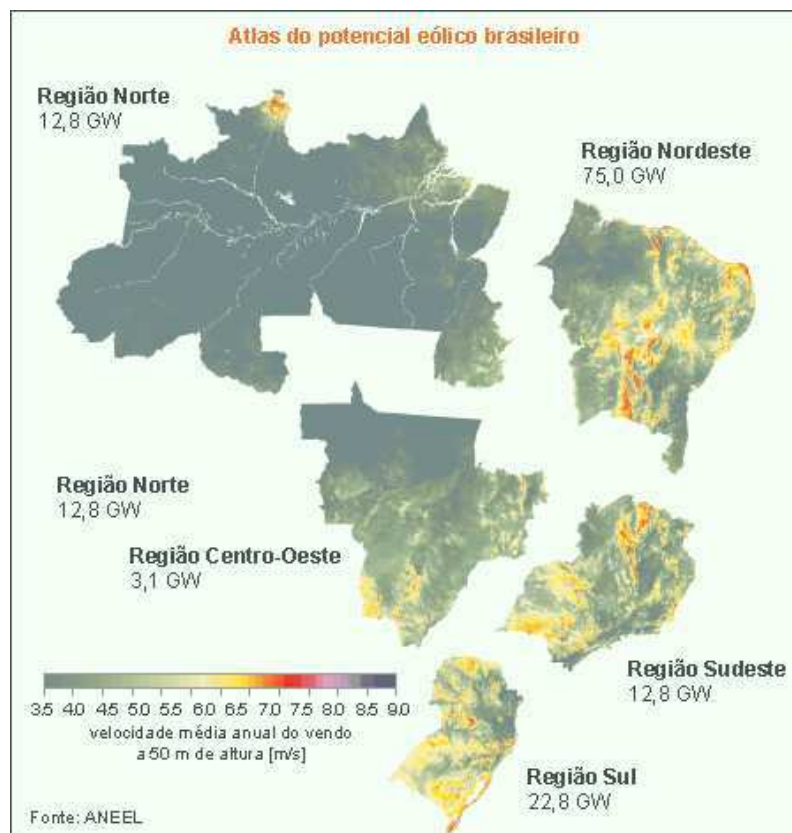 Atlas do potencial eólico brasileiro
Região Norte
12,8 GW
Região Nordeste
75,0 GW
Região Norte
12,8 GW
Região Centro-Oeste
3,1 GW
Região Sudeste
12,8 GW
3.5 4.0 4.5 5.0 5.5 6.0 6.5 7.0 7.5 8.0 8.5 9.0
velocidade média anual do vendo
a 50 m de altura [m/s]
Região Sul
22,8 GW
Fonte: ANEEL